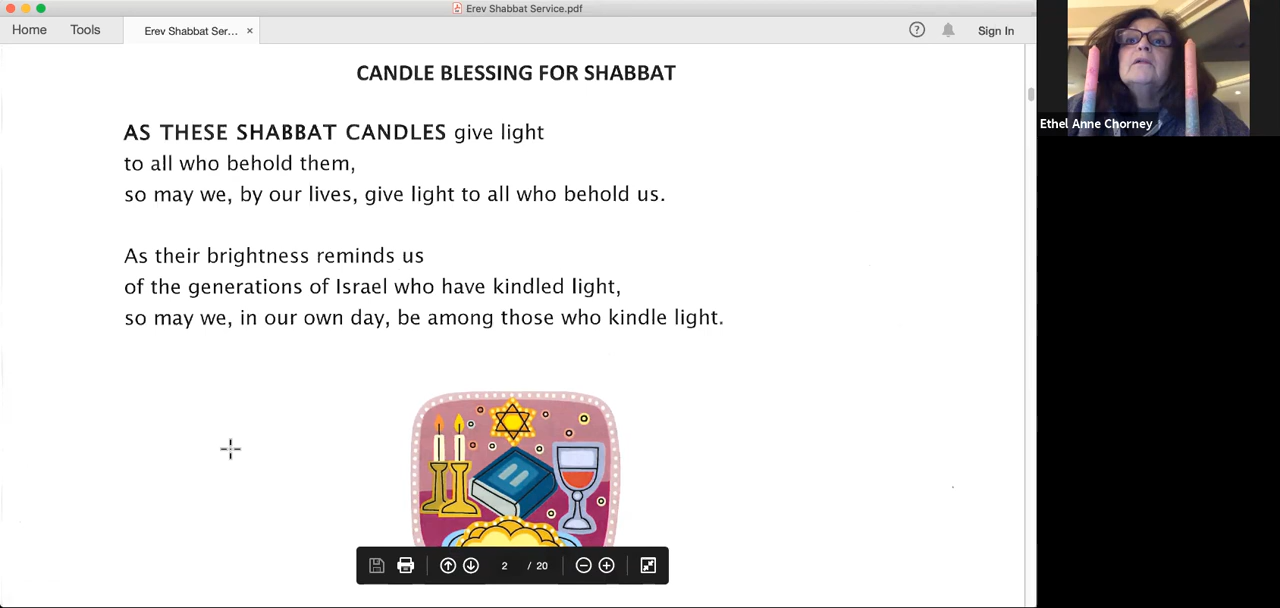 Erev Shabbat Service.pdf
Home Tools Erev Shabbat Ser... × Sign In
CANDLE BLESSING FOR SHABBAT
AS THESE SHABBAT CANDLES give light
to all who behold them,
so may we, by our lives, give light to all who behold us.
As their brightness reminds us
of the generations of Israel who have kindled light,
so may we, in our own day, be among those who kindle light.
2 / 20
Ethel Anne Chorney